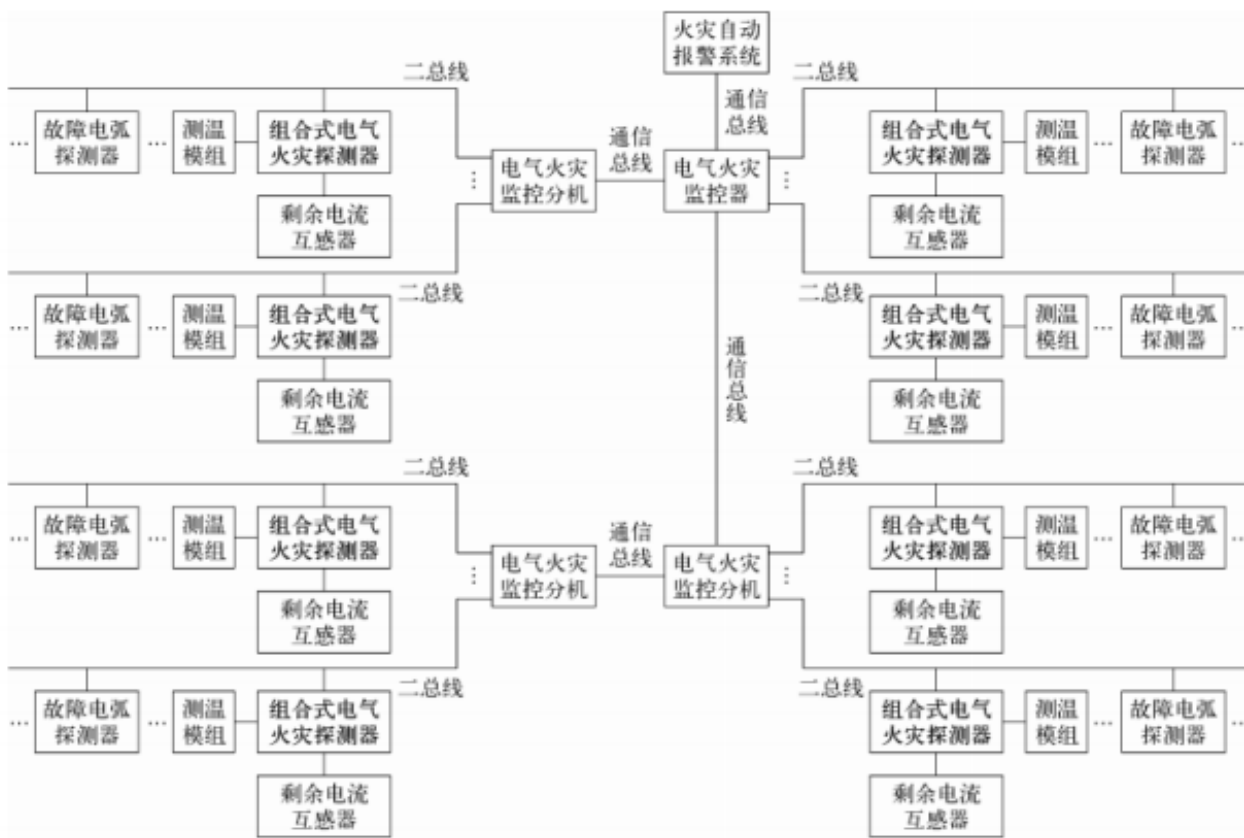 火灾自动
报警系统
二总线
二总线
通信
总线
故障电弧
探测器
测温
模组
组合式电气
火灾探测器
通信
总线
组合式电气
火灾探测器
测温
模组
故障电弧
探测器
…
…
…
…
电气火灾
监控分机
电气火灾
监控器
剩余电流
互感器
剩余电流
互感器
二总线
二总线
故障电弧
探测器
测温
模组
组合式电气
火灾探测器
组合式电气
火灾探测器
测温
模组
故障电弧
探测器
…
…
…
…
通信总线
剩余电流
互感器
剩余电流
互感器
二总线
二总线
故障电弧
探测器
测温
模组
组合式电气
火灾探测器
通信
总线
组合式电气
火灾探测器
测温
模组
故障电弧
探测器
…
…
…
…
电气火灾
监控分机
电气火灾
监控分机
剩余电流
互感器
剩余电流
互感器
二总线
二总线
故障电弧
探测器
测温
模组
组合式电气
火灾探测器
组合式电气
火灾探测器
测温
模组
故障电弧
探测器
…
…
…
…
剩余电流
互感器
剩余电流
互感器